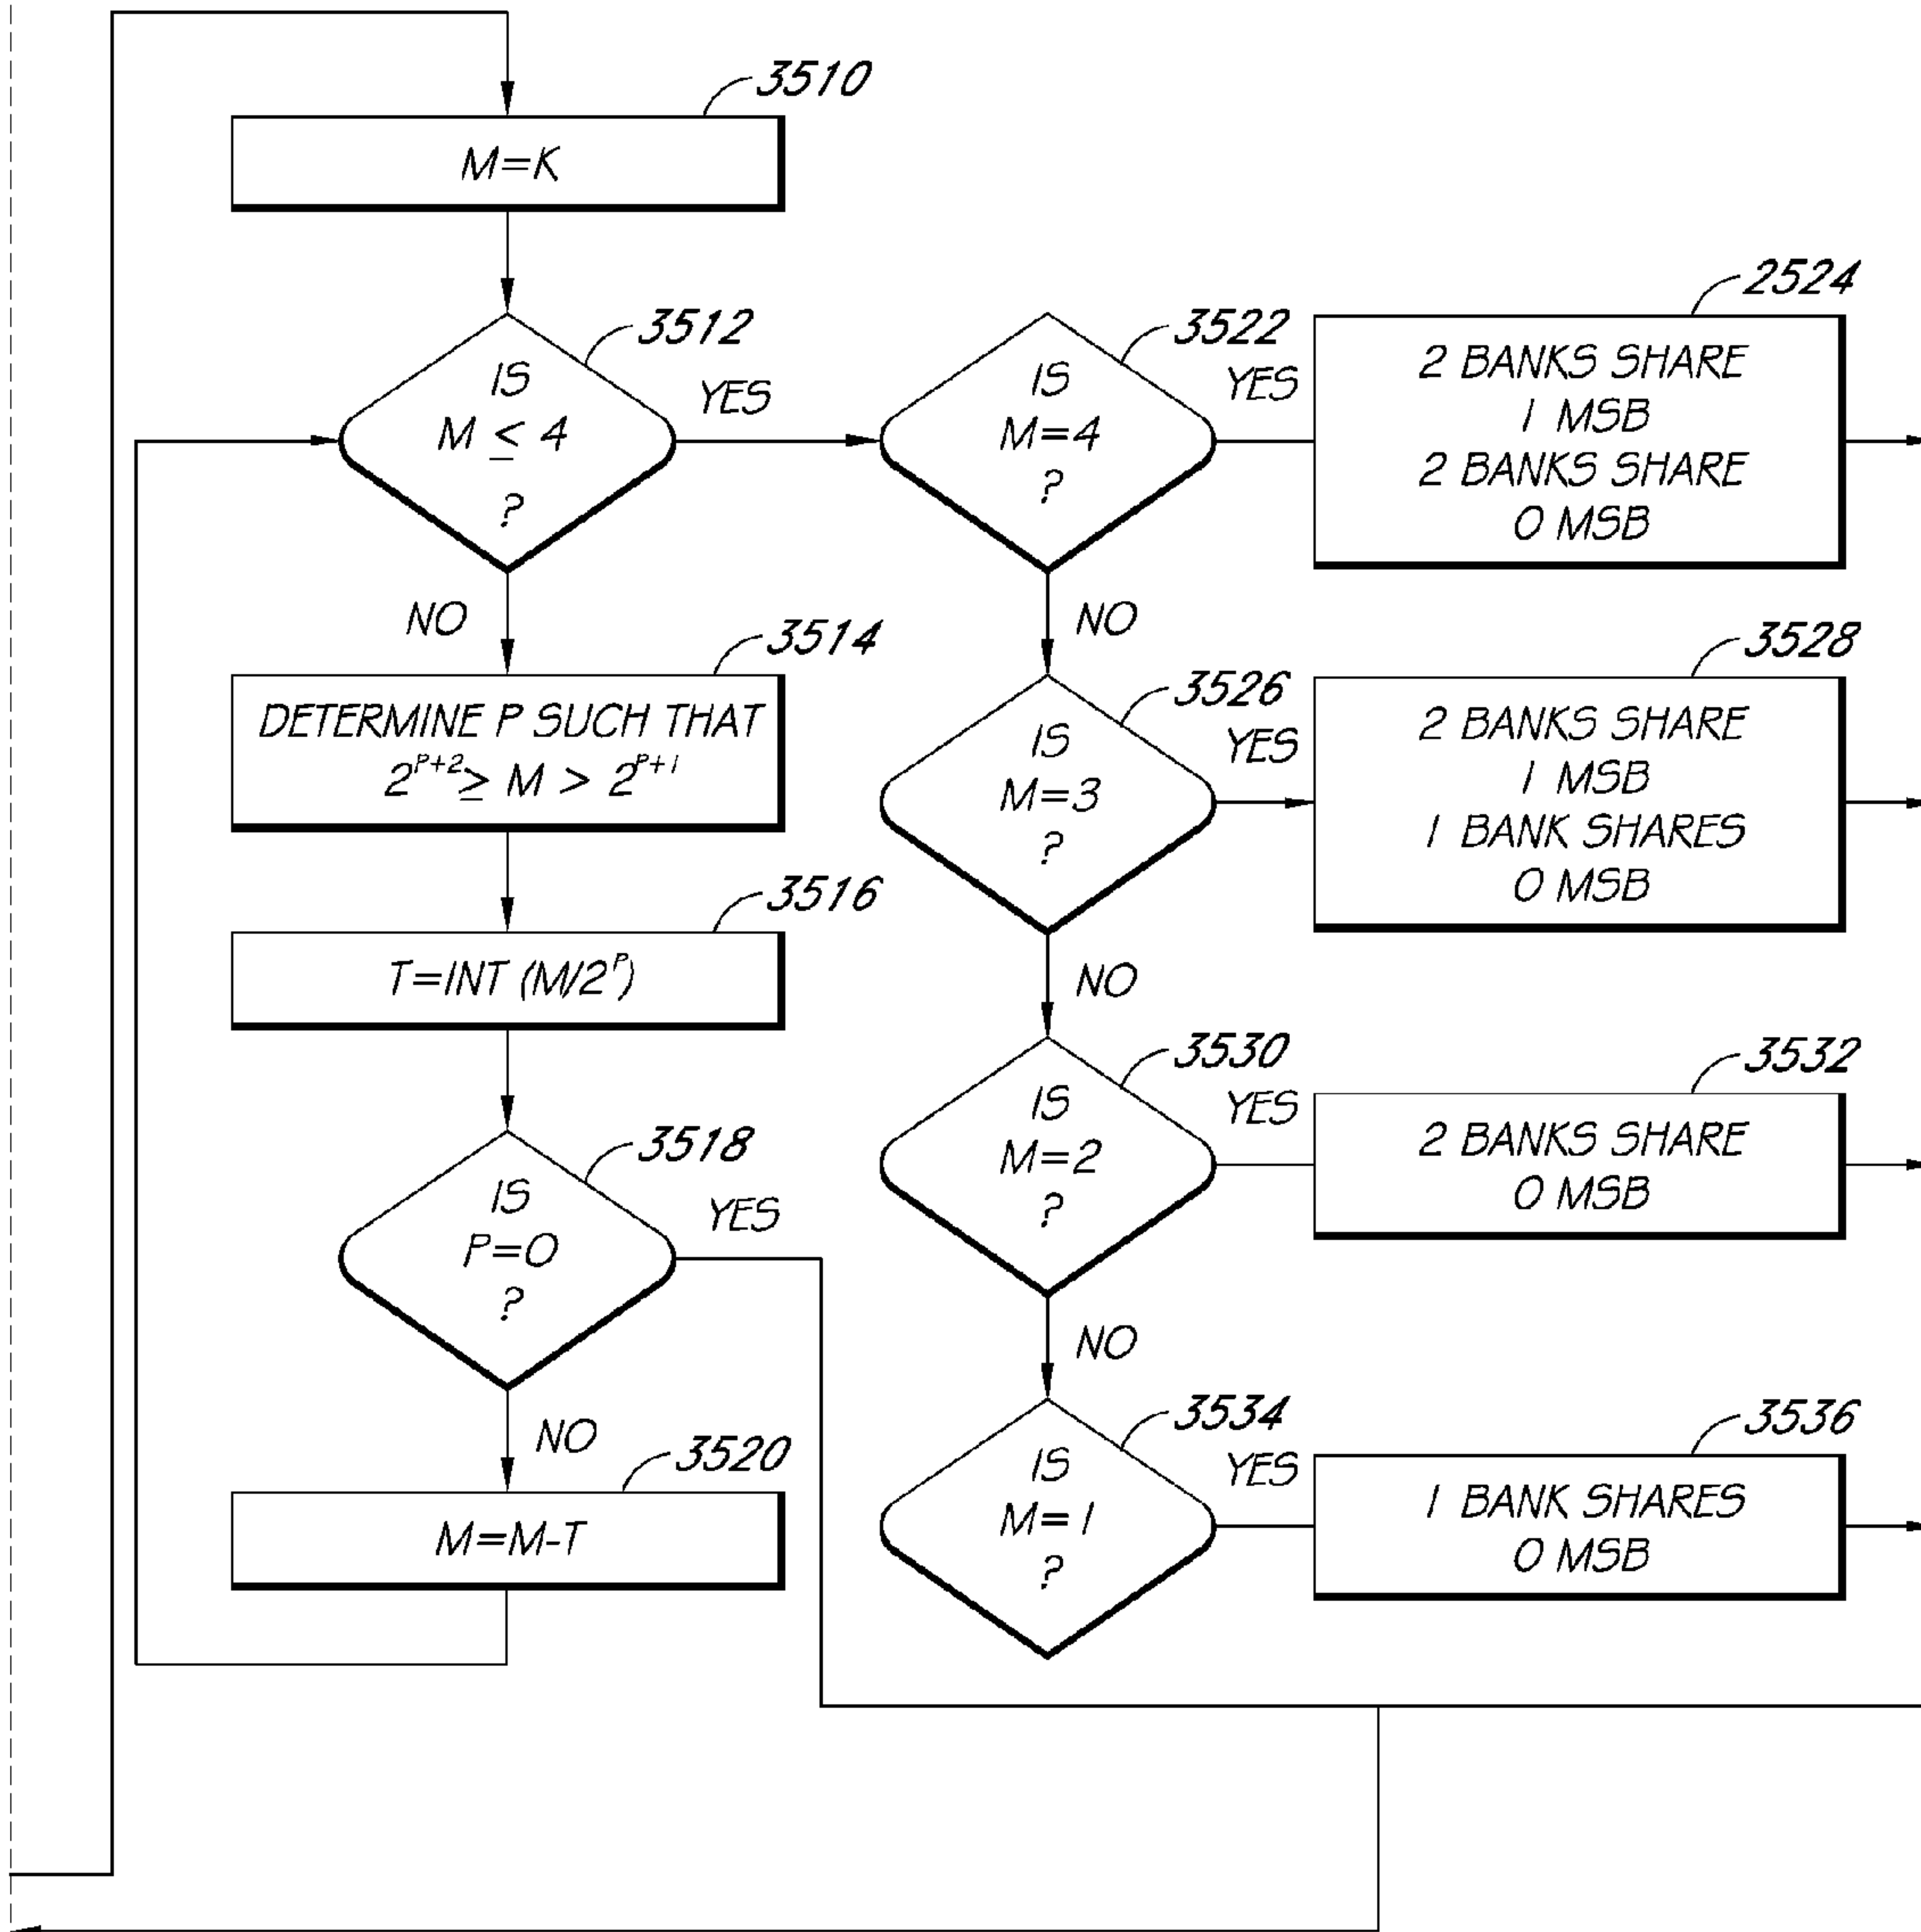 3510
M=K
3512
IS
M ≤ 4
?
YES
NO
3514
DETERMINE P SUCH THAT
2^{P+2} ≥ M > 2^{P+1}
3516
T=INT (M/2^P)
3518
IS
P=0
?
YES
NO
3520
M=M-T
3522
IS
M=4
?
YES
NO
2524
2 BANKS SHARE
1 MSB
2 BANKS SHARE
0 MSB
3526
IS
M=3
?
YES
NO
3528
2 BANKS SHARE
1 MSB
1 BANK SHARES
0 MSB
3530
IS
M=2
?
YES
NO
3532
2 BANKS SHARE
0 MSB
3534
IS
M=1
?
YES
3536
1 BANK SHARES
0 MSB